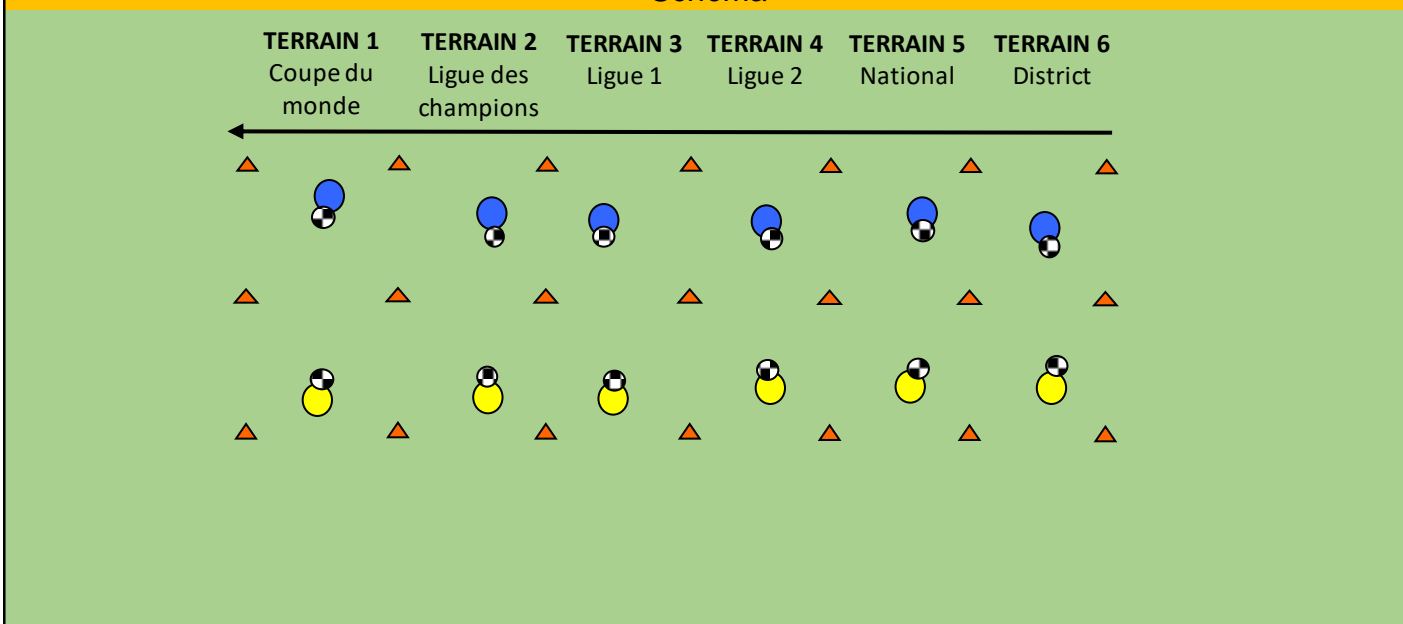 TERRAIN 1
Coupe du
monde
TERRAIN 2
Ligue des
champions
TERRAIN 3
Ligue 1
TERRAIN 4
Ligue 2
TERRAIN 5
National
TERRAIN 6
District